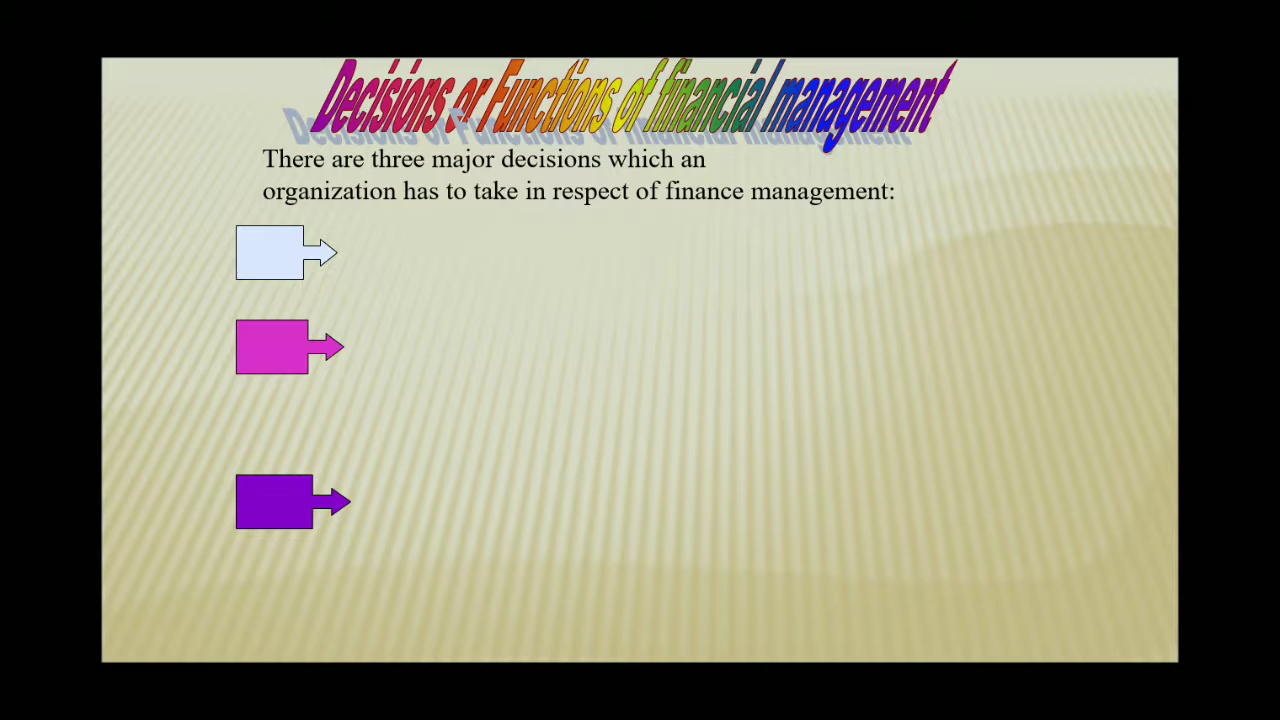 Decisions or Functions of financial management
There are three major decisions which an
organization has to take in respect of finance management: